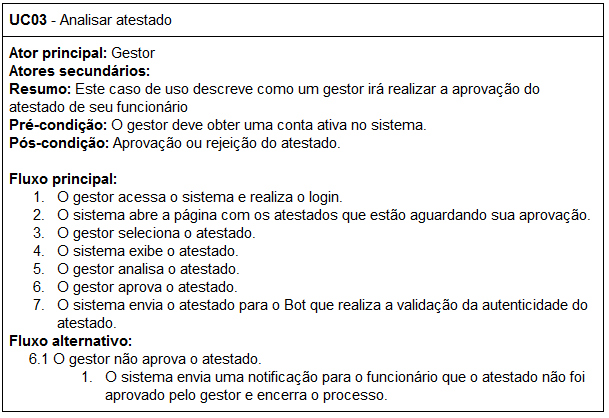 UC03 - Analisar atestado
Ator principal: Gestor
Atores secundários:
Resumo: Este caso de uso descreve como um gestor irá realizar a aprovação do
atestado de seu funcionário
Pré-condição: O gestor deve obter uma conta ativa no sistema.
Pós-condição: Aprovação ou rejeição do atestado.
Fluxo principal:
1. O gestor acessa o sistema e realiza o login.
2. O sistema abre a página com os atestados que estão aguardando sua aprovação.
3. O gestor seleciona o atestado.
4. O sistema exibe o atestado.
5. O gestor analisa o atestado.
6. O gestor aprova o atestado.
7. O sistema envia o atestado para o Bot que realiza a validação da autenticidade do
atestado.
Fluxo alternativo:
6.1 O gestor não aprova o atestado.
1. O sistema envia uma notificação para o funcionário que o atestado não foi
aprovado pelo gestor e encerra o processo.